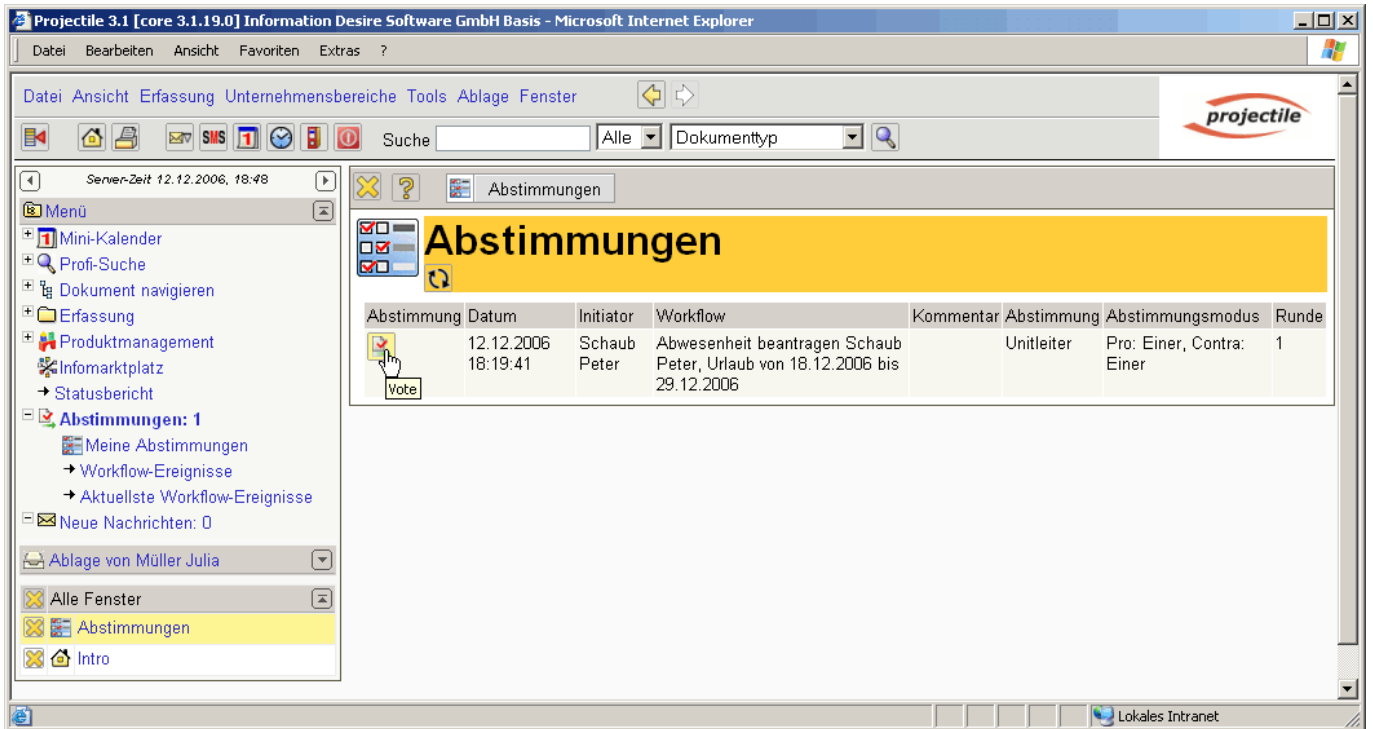 Projectile 3.1 [core 3.1.19.0] Information Desire Software GmbH Basis - Microsoft Internet Explorer
Datei Bearbeiten Ansicht Favoriten Extras ?
Datei Ansicht Erfassung Unternehmensbereiche Tools Ablage Fenster
projectile
SMS 1 Suche Alle Dokumenttyp
Server-Zeit 12.12.2006, 18:48
Menü
1 Mini-Kalender
Profi-Suche
Dokument navigieren
Erfassung
Produktmanagement
Infomarktplatz
Statusbericht
Abstimmungen: 1
Meine Abstimmungen
Workflow-Ereignisse
Aktuellste Workflow-Ereignisse
Neue Nachrichten: 0
Ablage von Müller Julia
Alle Fenster
Abstimmungen
Intro
? Abstimmungen
Abstimmungen
Abstimmung Datum Initiator Workflow Kommentar Abstimmung Abstimmungsmodus Runde
12.12.2006 Schaub Abwesenheit beantragen Schaub Unitleiter Pro: Einer, Contra: 1
18:19:41 Peter Peter, Urlaub von 18.12.2006 bis Einer
29.12.2006
Vote
Lokales Intranet